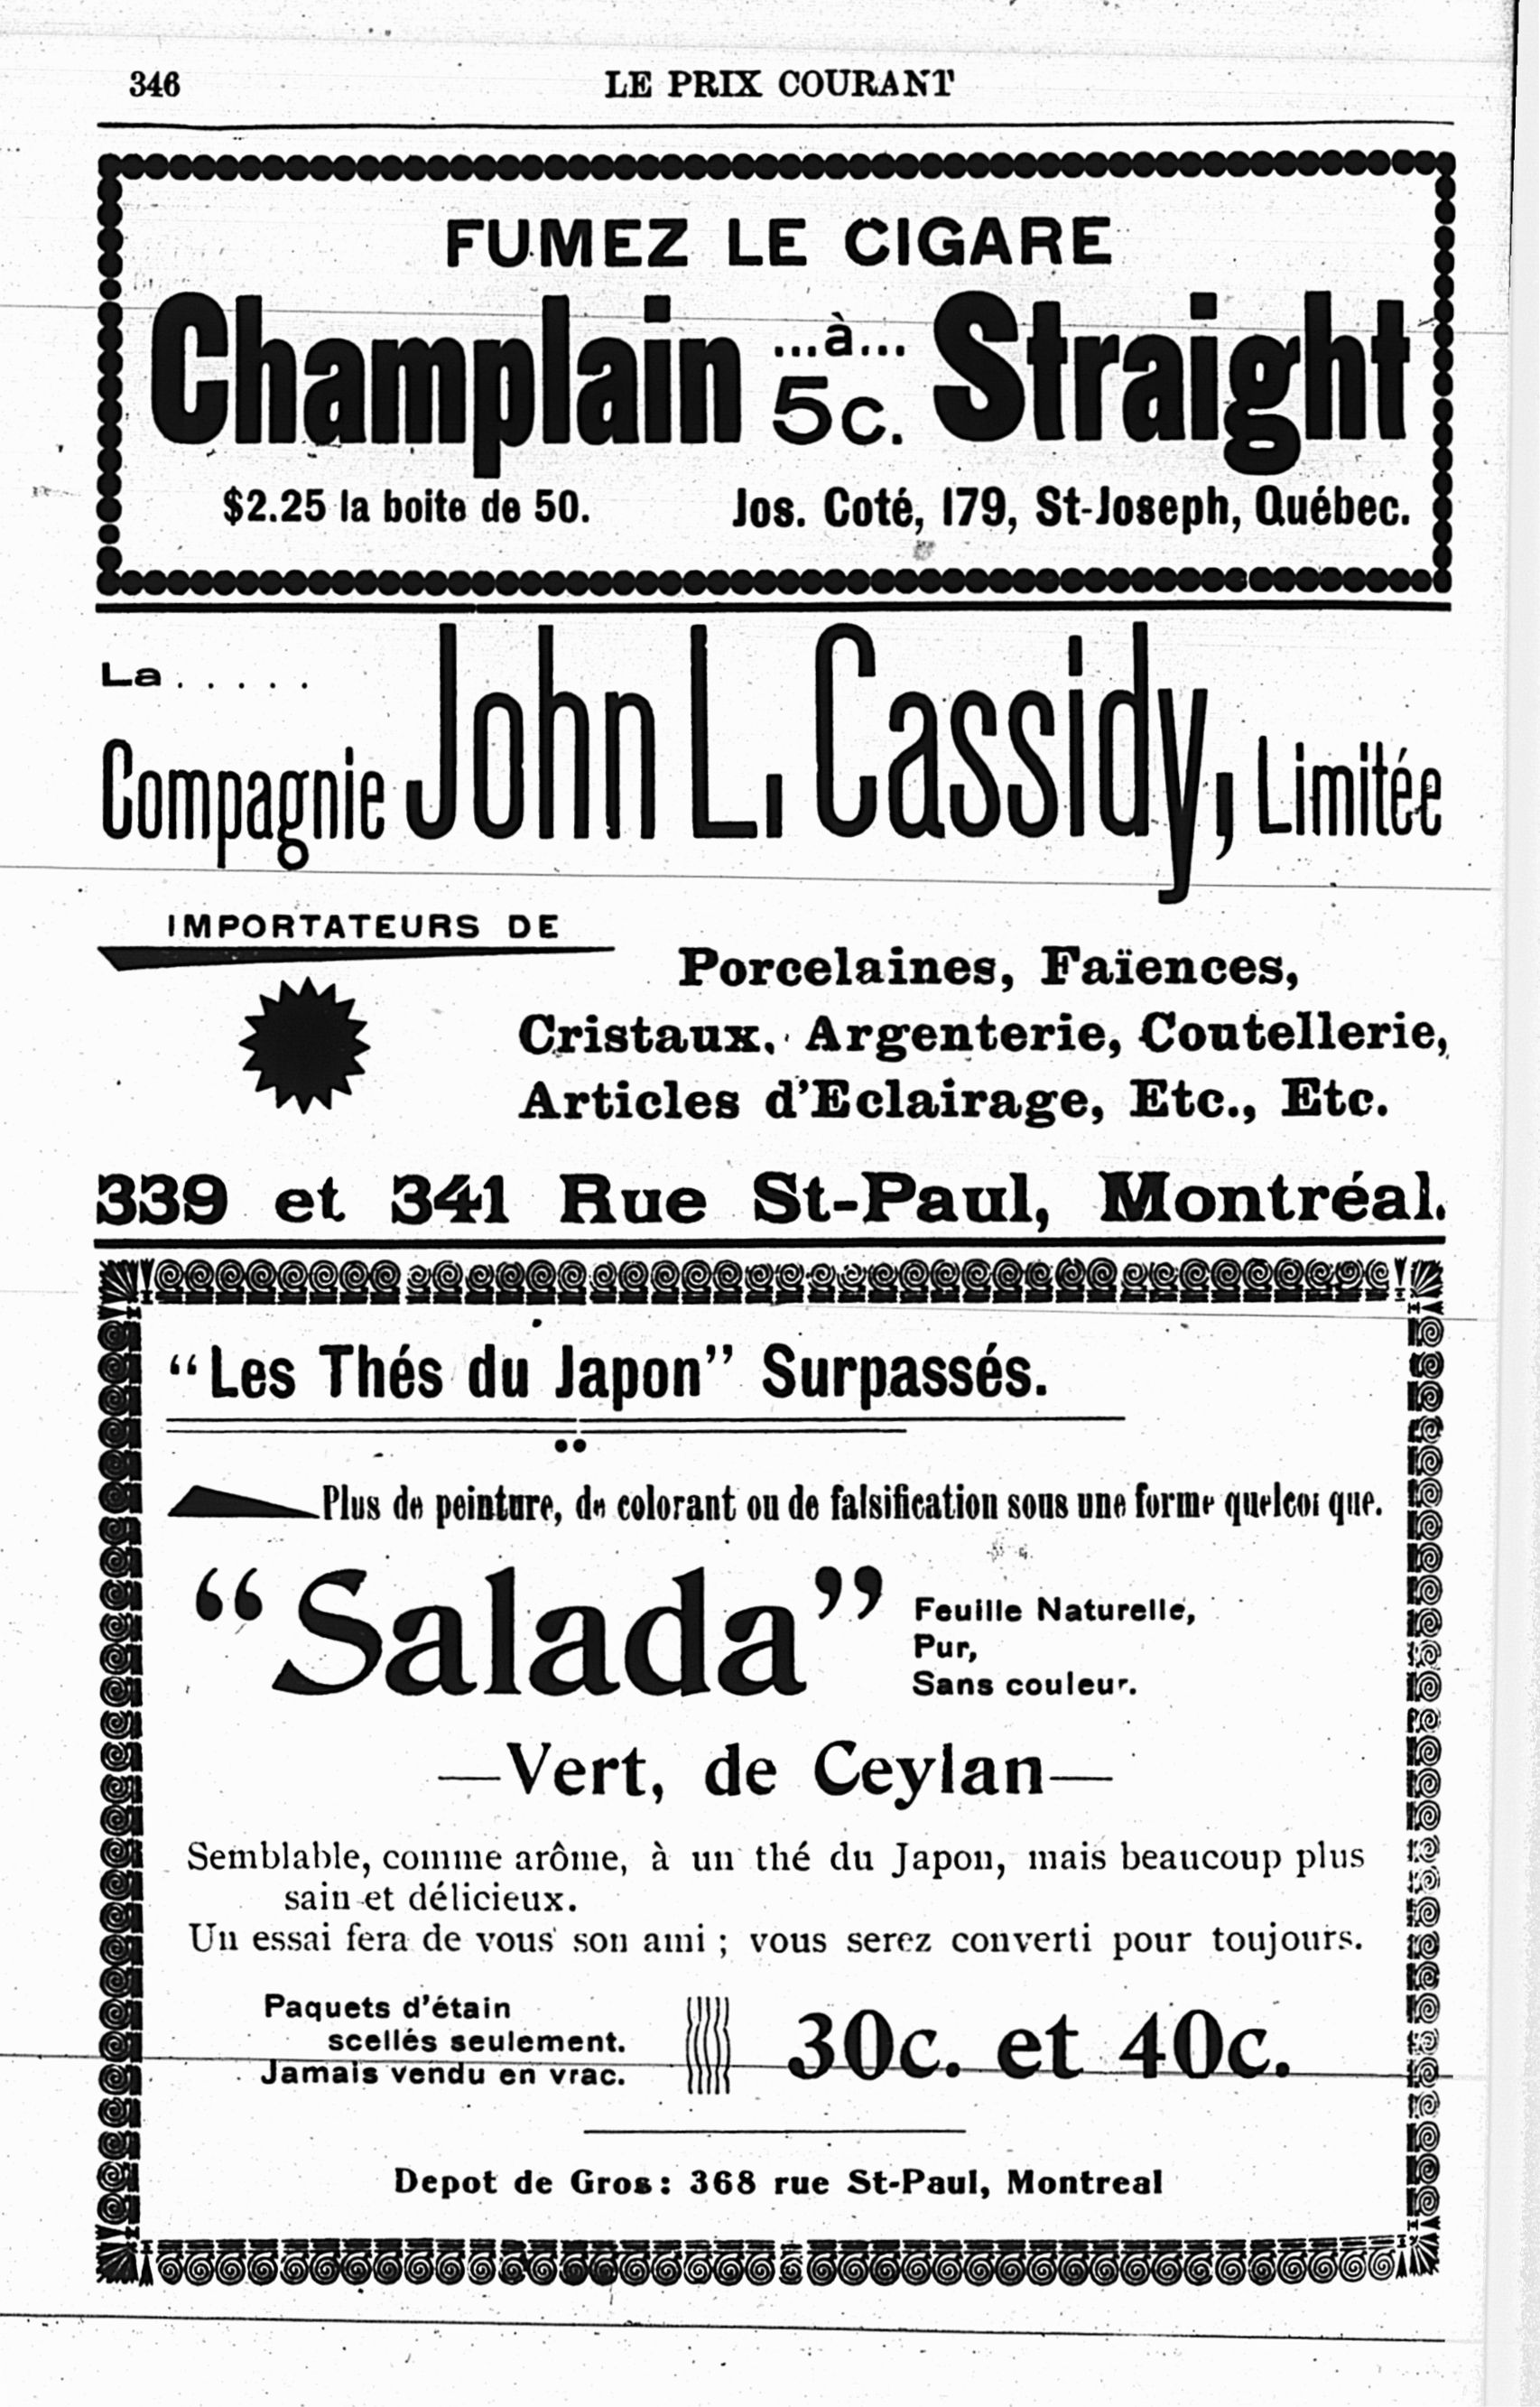 346
LE PRIX COURANT
FUMEZ LE CIGARE
Champlain ...à... 5c. Straight
$2.25 la boite de 50.
Jos. Coté, 179, St-Joseph, Québec.
La.....
Compagnie John L. Cassidy, Limitée
IMPORTATEURS DE
Porcelaines, Faïences,
Cristaux, Argenterie, Coutellerie,
Articles d'Eclairage, Etc., Etc.
339 et 341 Rue St-Paul, Montréal.
“Les Thés du Japon” Surpassés.
Plus de peinture, de colorant ou de falsification sous une forme quelconque.
“Salada”
Feuille Naturelle,
Pur,
Sans couleur.
—Vert, de Ceylan—
Semblable, comme arôme, à un thé du Japon, mais beaucoup plus
sain et délicieux.
Un essai fera de vous son ami ; vous serez converti pour toujours.
Paquets d'étain
scellés seulement.
Jamais vendu en vrac.
30c. et 40c.
Depot de Gros: 368 rue St-Paul, Montreal